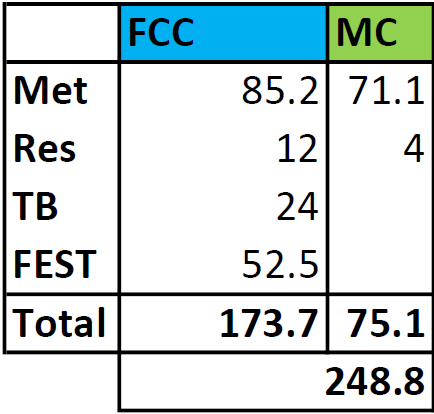 FCC MC
Met 85.2 71.1
Res 12 4
TB 24
FEST 52.5
Total 173.7 75.1
248.8